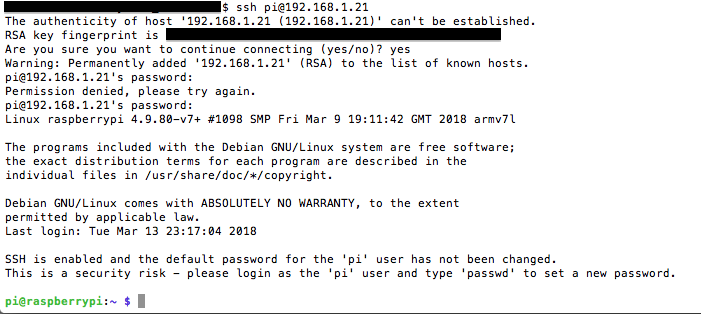 $ ssh pi@192.168.1.21
The authenticity of host '192.168.1.21 (192.168.1.21)' can't be established.
RSA key fingerprint is
Are you sure you want to continue connecting (yes/no)? yes
Warning: Permanently added '192.168.1.21' (RSA) to the list of known hosts.
pi@192.168.1.21's password:
Permission denied, please try again.
pi@192.168.1.21's password:
Linux raspberrypi 4.9.80-v7+ #1098 SMP Fri Mar 9 19:11:42 GMT 2018 armv7l
The programs included with the Debian GNU/Linux system are free software;
the exact distribution terms for each program are described in the
individual files in /usr/share/doc/*/copyright.
Debian GNU/Linux comes with ABSOLUTELY NO WARRANTY, to the extent
permitted by applicable law.
Last login: Tue Mar 13 23:17:04 2018
SSH is enabled and the default password for the 'pi' user has not been changed.
This is a security risk – please login as the 'pi' user and type 'passwd' to set a new password.
pi@raspberrypi:~ $